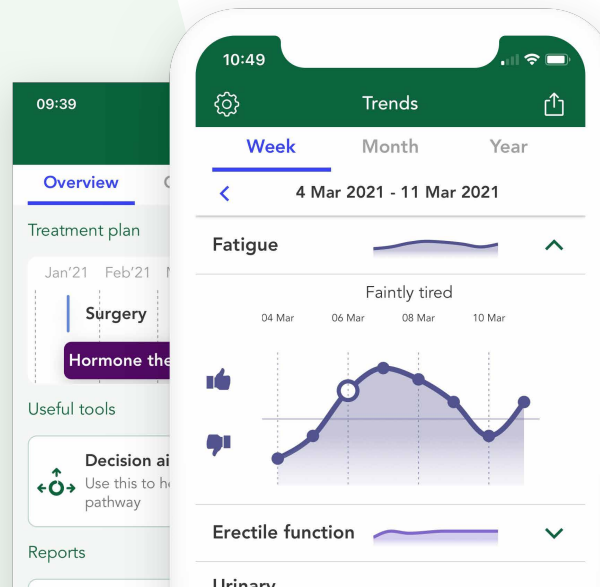 09:39
Overview
Treatment plan
Jan'21 Feb'21
Surgery
Hormone the
Useful tools
Decision ai
Use this to he
pathway
Reports
10:49
Trends
Week Month Year
4 Mar 2021 - 11 Mar 2021
Fatigue
Faintly tired
04 Mar 06 Mar 08 Mar 10 Mar
Erectile function
Urinary